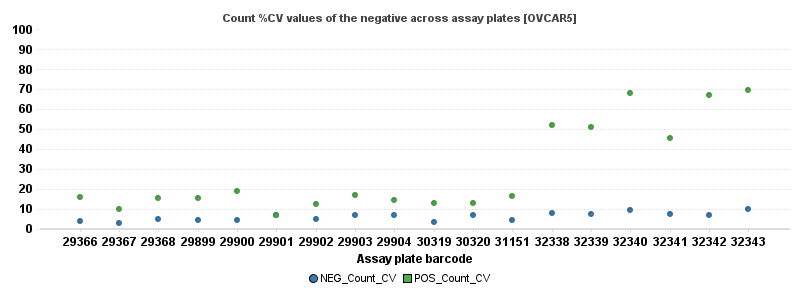 Count %CV values of the negative across assay plates [OVCAR5]
100
90
80
70
60
50
40
30
20
10
0
29366 29367 29368 29899 29900 29901 29902 29903 29904 30319 30320 31151 32338 32339 32340 32341 32342 32343
Assay plate barcode
NEG_Count_CV POS_Count_CV